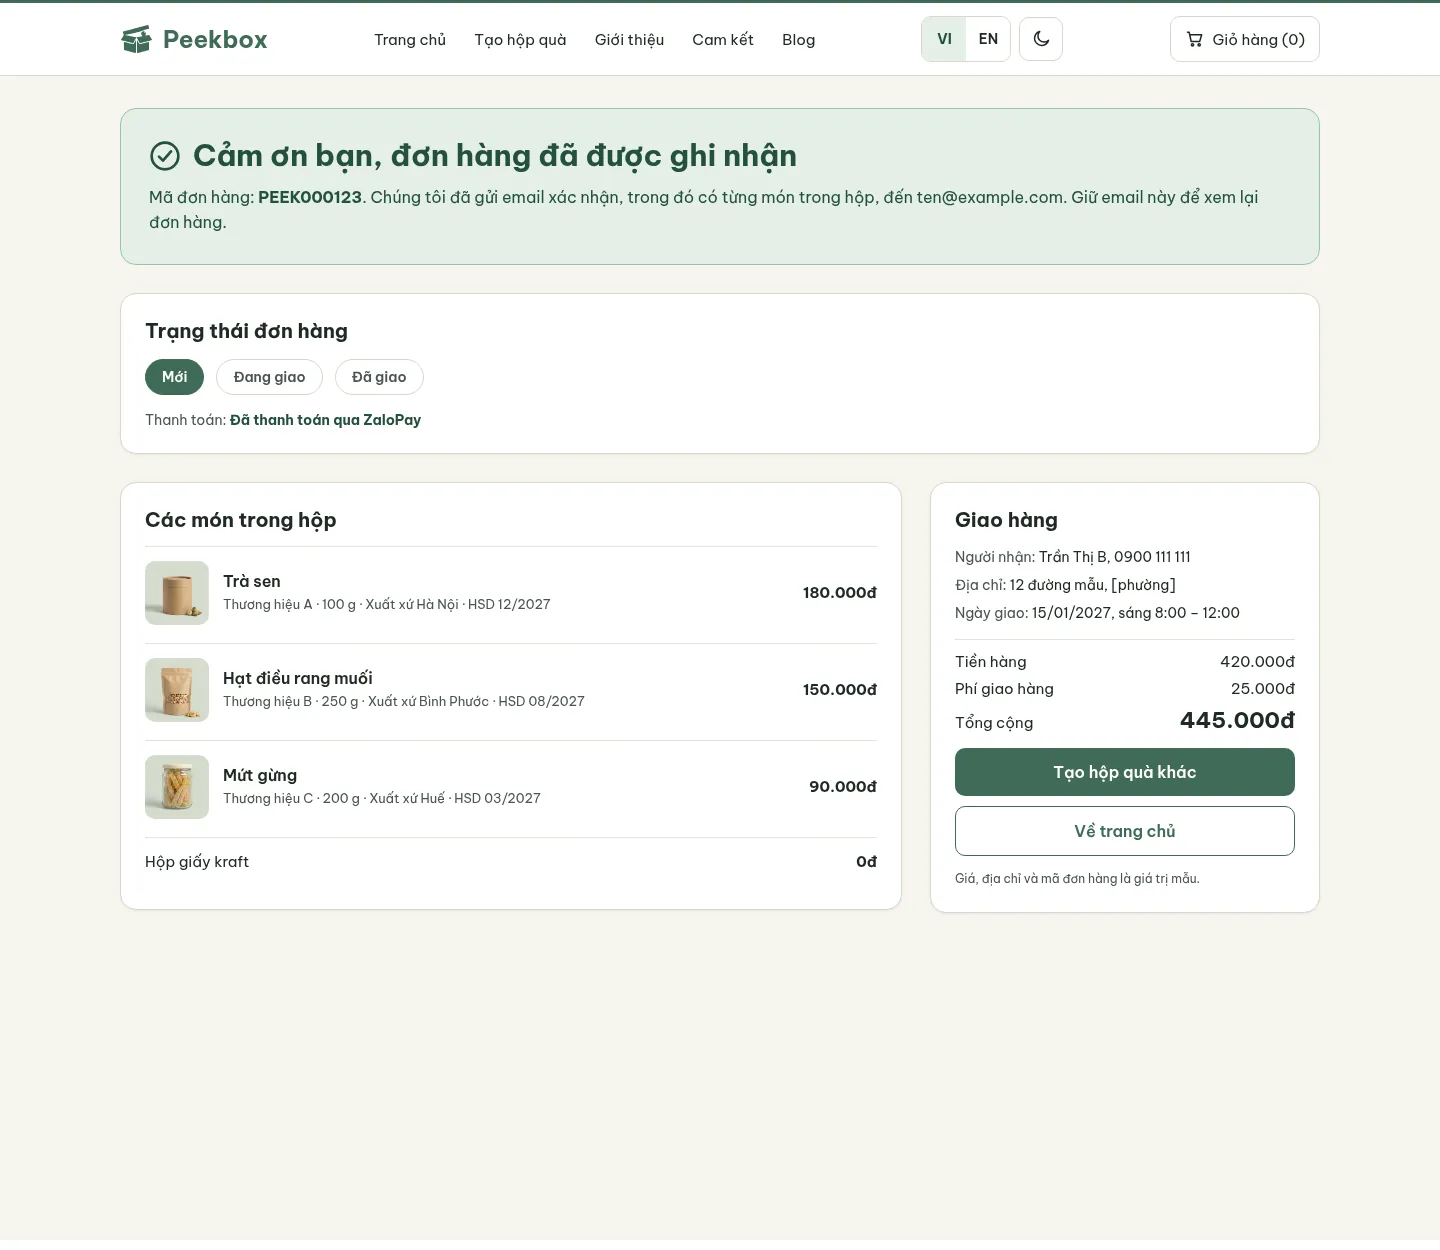 Peekbox
Trang chủ
Tạo hộp quà
Giới thiệu
Cam kết
Blog
VI
EN
Giỏ hàng (0)
Cảm ơn bạn, đơn hàng đã được ghi nhận
Mã đơn hàng: PEEK000123. Chúng tôi đã gửi email xác nhận, trong đó có từng món trong hộp, đến ten@example.com. Giữ email này để xem lại
đơn hàng.
Trạng thái đơn hàng
Mới
Đang giao
Đã giao
Thanh toán: Đã thanh toán qua ZaloPay
Các món trong hộp
Trà sen
Thương hiệu A · 100 g · Xuất xứ Hà Nội · HSD 12/2027
180.000đ
Hạt điều rang muối
Thương hiệu B · 250 g · Xuất xứ Bình Phước · HSD 08/2027
150.000đ
Mứt gừng
Thương hiệu C · 200 g · Xuất xứ Huế · HSD 03/2027
90.000đ
Hộp giấy kraft
0đ
Giao hàng
Người nhận: Trần Thị B, 0900 111 111
Địa chỉ: 12 đường mẫu, [phường]
Ngày giao: 15/01/2027, sáng 8:00 – 12:00
Tiền hàng
420.000đ
Phí giao hàng
25.000đ
Tổng cộng
445.000đ
Tạo hộp quà khác
Về trang chủ
Giá, địa chỉ và mã đơn hàng là giá trị mẫu.